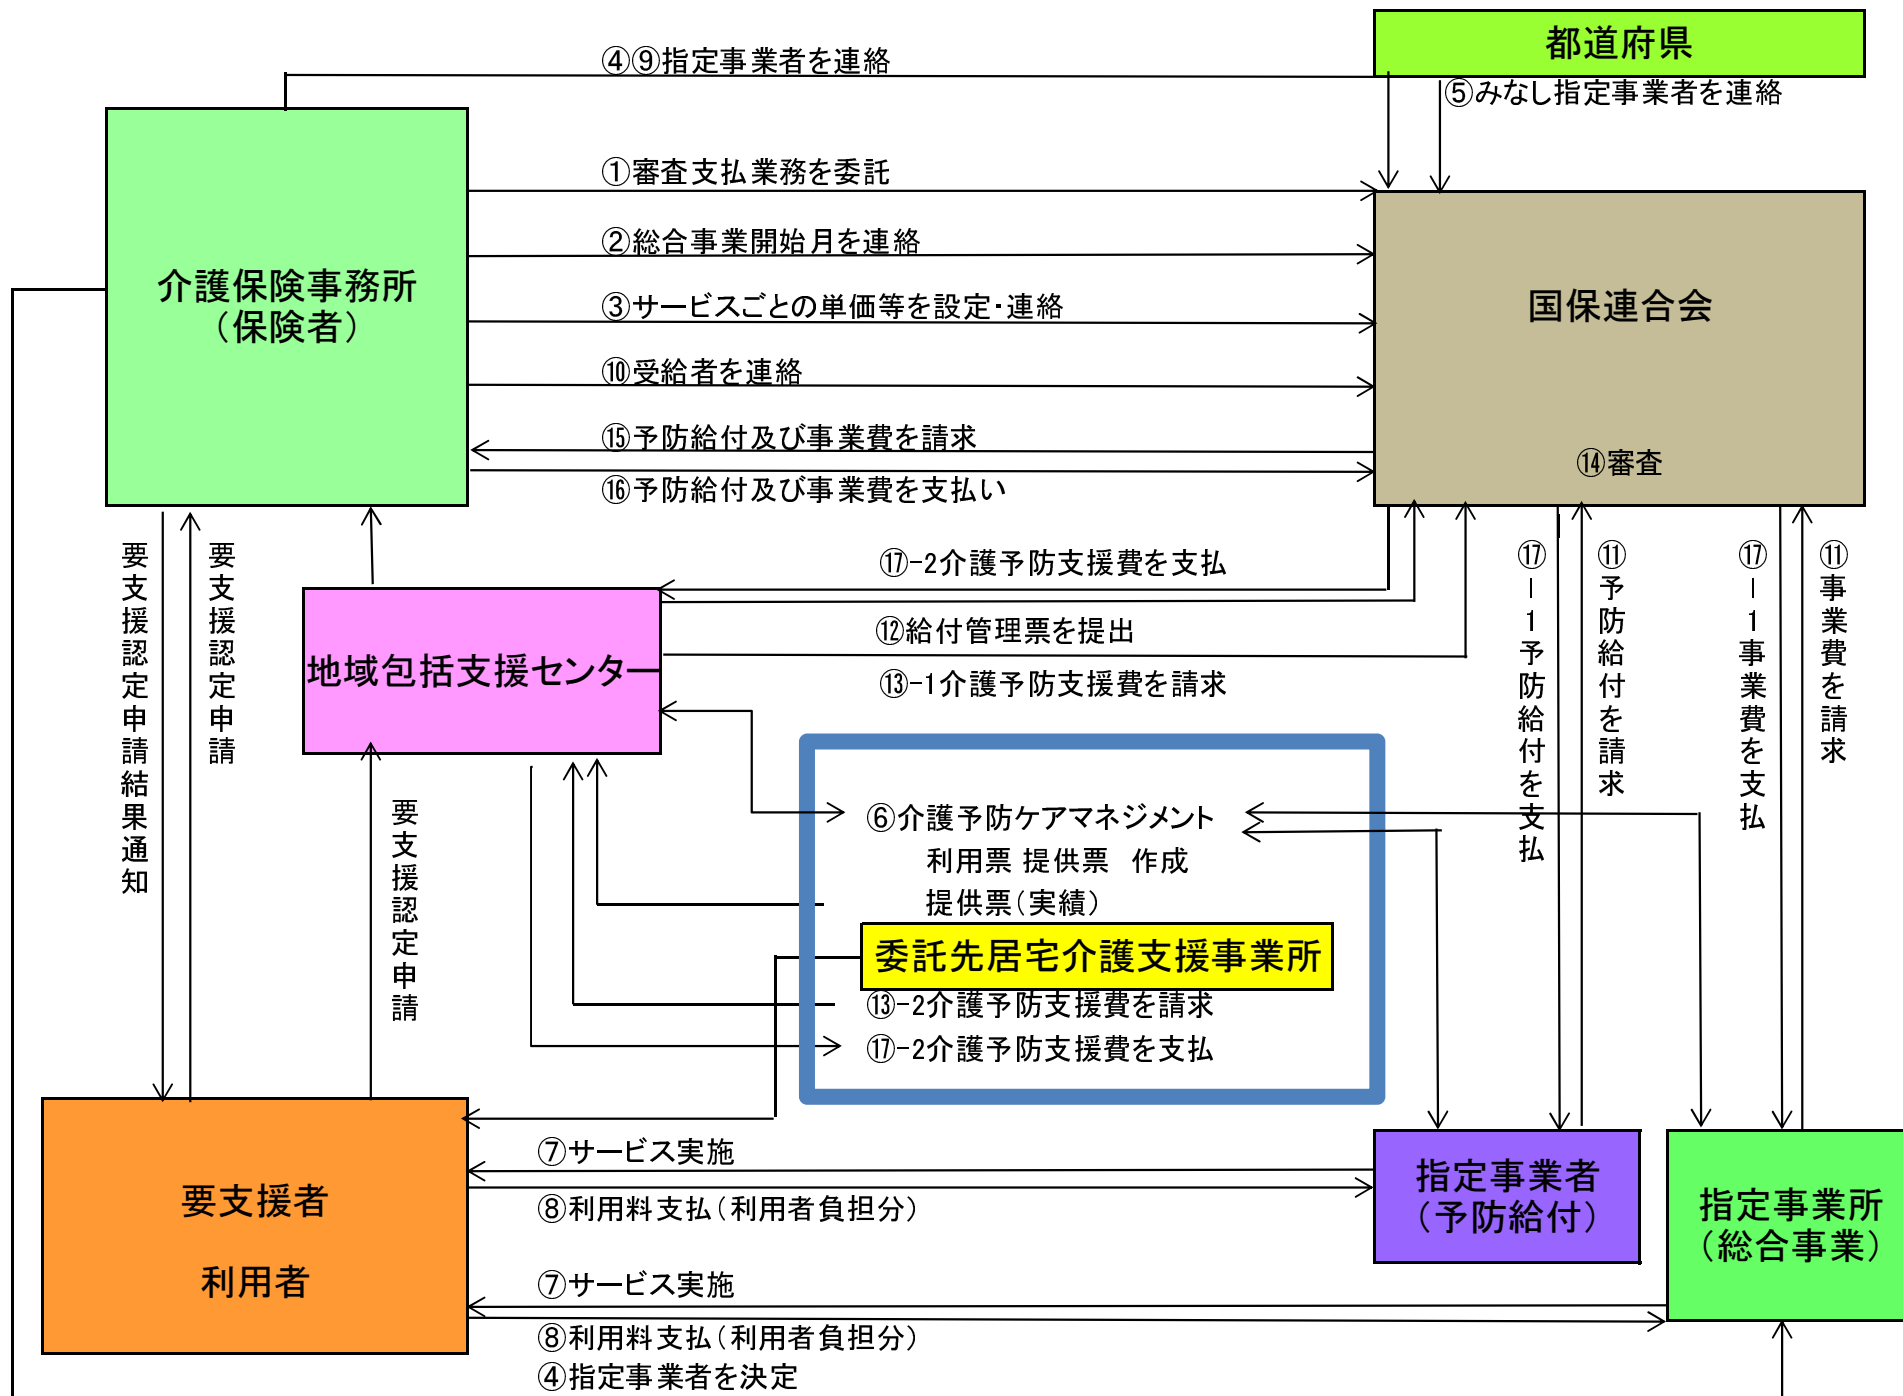 都道府県
④⑨指定事業者を連絡
⑤みなし指定事業者を連絡
①審査支払業務を委託
②総合事業開始月を連絡
介護保険事務所
（保険者）
③サービスごとの単価等を設定・連絡
国保連合会
⑩受給者を連絡
⑮予防給付及び事業費を請求
⑭審査
⑯予防給付及び事業費を支払い
要支援認定申請結果通知
要支援認定申請
⑰-2介護予防支援費を支払
⑰－1予防給付を支払
⑪予防給付を請求
⑰－1事業費を支払
⑪事業費を請求
⑫給付管理票を提出
地域包括支援センター
⑬-1介護予防支援費を請求
要支援認定申請
⑥介護予防ケアマネジメント
利用票 提供票　作成
提供票（実績）
委託先居宅介護支援事業所
⑬-2介護予防支援費を請求
⑰-2介護予防支援費を支払
⑦サービス実施
指定事業者
（予防給付）
要支援者
⑧利用料支払（利用者負担分）
指定事業所
（総合事業）
利用者
⑦サービス実施
⑧利用料支払（利用者負担分）
④指定事業者を決定